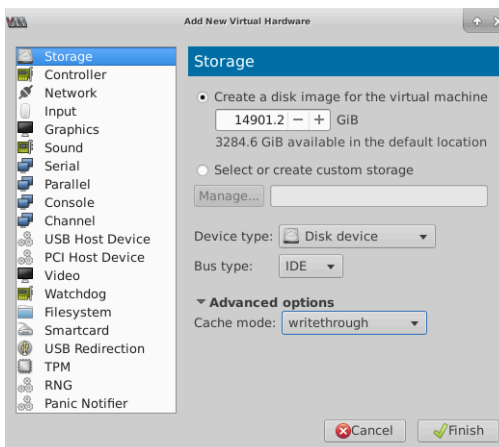 Add New Virtual Hardware
Storage
Controller
Network
Input
Graphics
Sound
Serial
Parallel
Console
Channel
USB Host Device
PCI Host Device
Video
Watchdog
Filesystem
Smartcard
USB Redirection
TPM
RNG
Panic Notifier
Storage
Create a disk image for the virtual machine
14901.2 − + GiB
3284.6 GiB available in the default location
Select or create custom storage
Manage...
Device type: Disk device
Bus type: IDE
Advanced options
Cache mode: writethrough
Cancel Finish